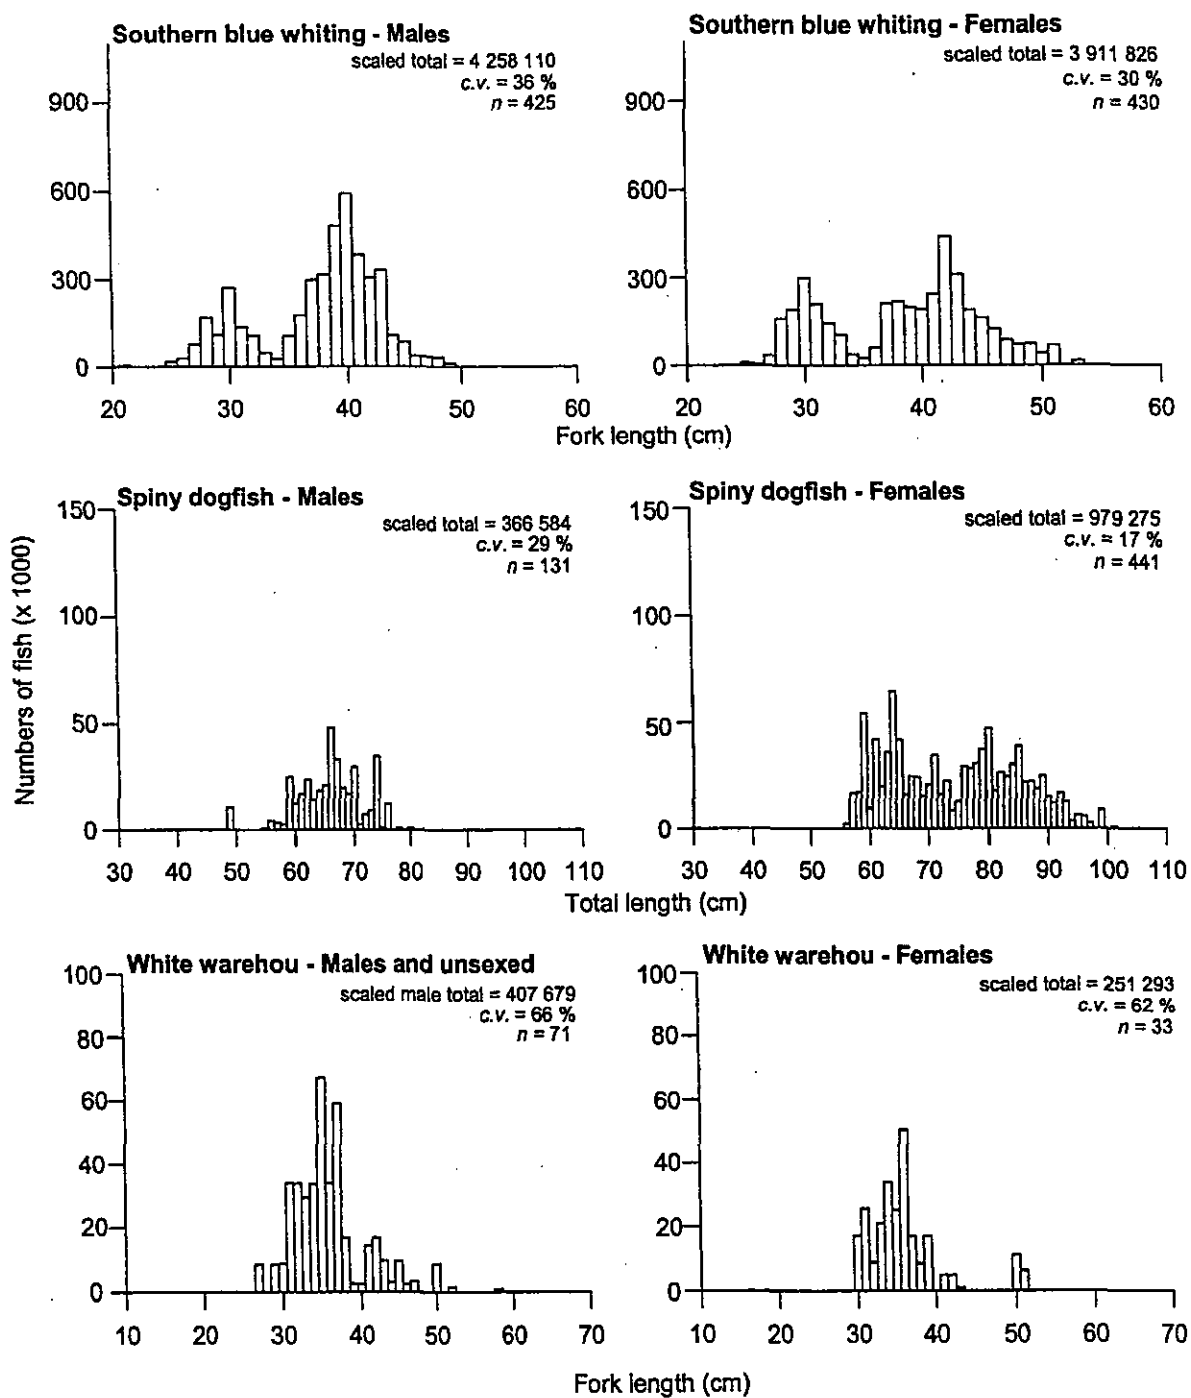 Southern blue whiting - Males
scaled total = 4 258 110
c.v. = 36 %
n = 425
900
600
300
0
20 30 40 50 60
Southern blue whiting - Females
scaled total = 3 911 826
c.v. = 30 %
n = 430
900
600
300
0
20 30 40 50 60
Fork length (cm)
Numbers of fish (x 1000)
Spiny dogfish - Males
scaled total = 366 584
c.v. = 29 %
n = 131
150
100
50
0
30 40 50 60 70 80 90 100 110
Spiny dogfish - Females
scaled total = 979 275
c.v. = 17 %
n = 441
150
100
50
0
30 40 50 60 70 80 90 100 110
Total length (cm)
White warehou - Males and unsexed
scaled male total = 407 679
c.v. = 66 %
n = 71
100
80
60
40
20
0
10 20 30 40 50 60 70
White warehou - Females
scaled total = 251 293
c.v. = 62 %
n = 33
100
80
60
40
20
0
10 20 30 40 50 60 70
Fork length (cm)